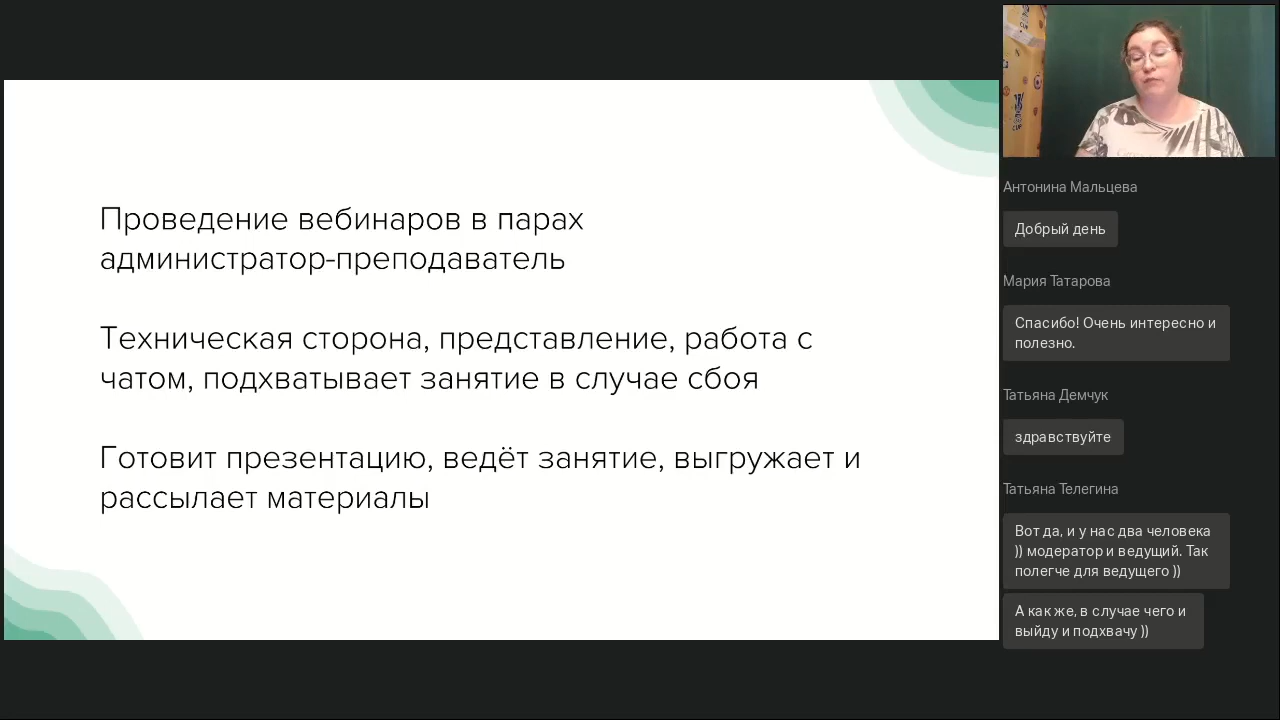 Проведение вебинаров в парах
администратор-преподаватель
Техническая сторона, представление, работа с
чатом, подхватывает занятие в случае сбоя
Готовит презентацию, ведёт занятие, выгружает и
рассылает материалы
Антонина Мальцева
Добрый день
Мария Татарова
Спасибо! Очень интересно и
полезно.
Татьяна Демчук
здравствуйте
Татьяна Телегина
Вот да, и у нас два человека
)) модератор и ведущий. Так
полегче для ведущего ))
А как же, в случае чего и
выйду и подхвачу ))